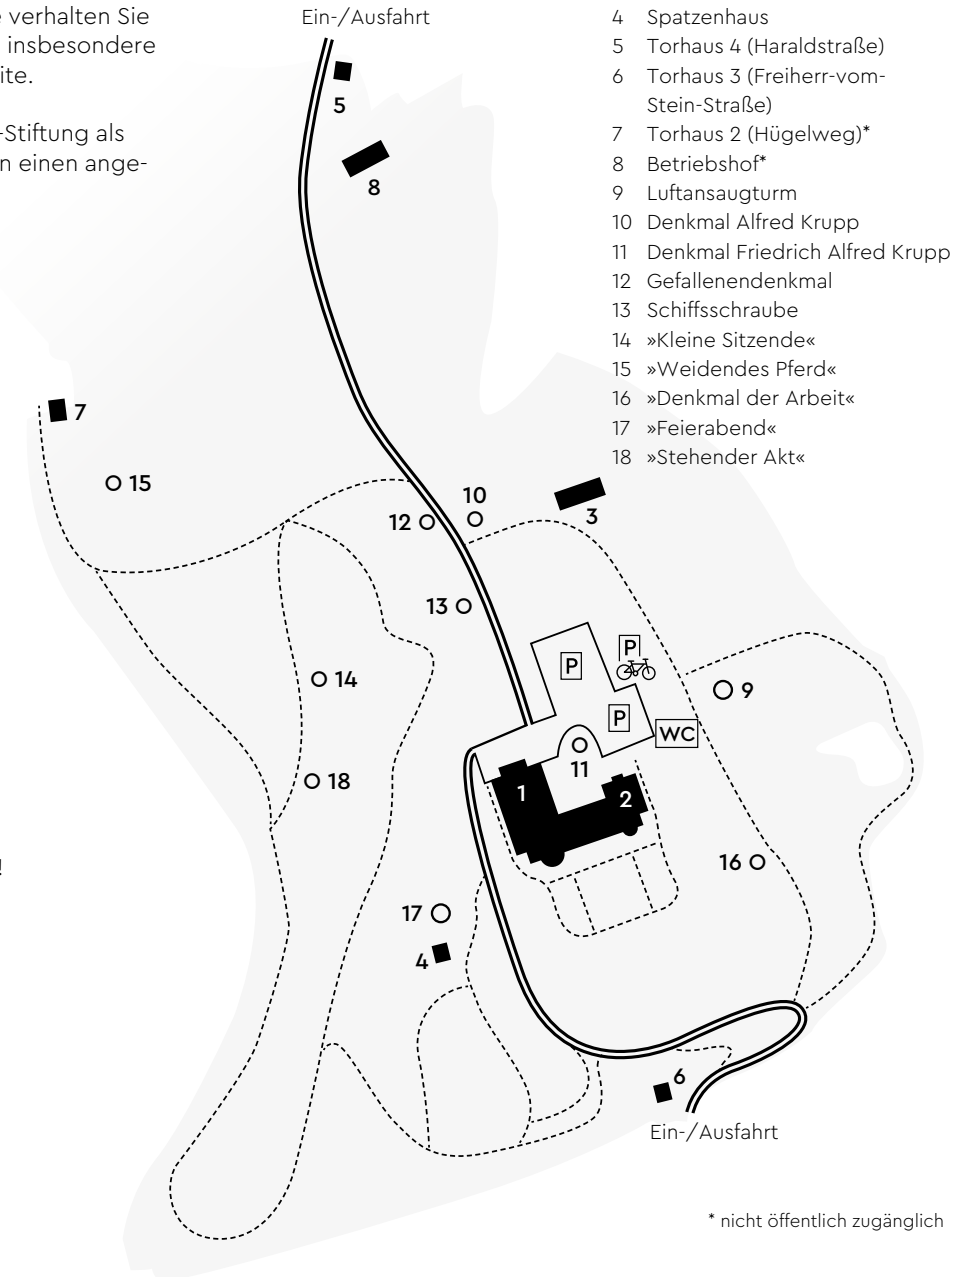 e verhalten Sie
insbesondere
ite.
-Stiftung als
n einen ange-
!
Ein-/Ausfahrt
4 Spatzenhaus
5 Torhaus 4 (Haraldstraße)
6 Torhaus 3 (Freiherr-vom-
Stein-Straße)
7 Torhaus 2 (Hügelweg)*
8 Betriebshof*
9 Luftansaugturm
10 Denkmal Alfred Krupp
11 Denkmal Friedrich Alfred Krupp
12 Gefallenendenkmal
13 Schiffsschraube
14 »Kleine Sitzende«
15 »Weidendes Pferd«
16 »Denkmal der Arbeit«
17 »Feierabend«
18 »Stehender Akt«
5
8
7
15
10
12
3
13
P
P
14
9
P
WC
11
18
1
2
16
17
4
6
Ein-/Ausfahrt
* nicht öffentlich zugänglich